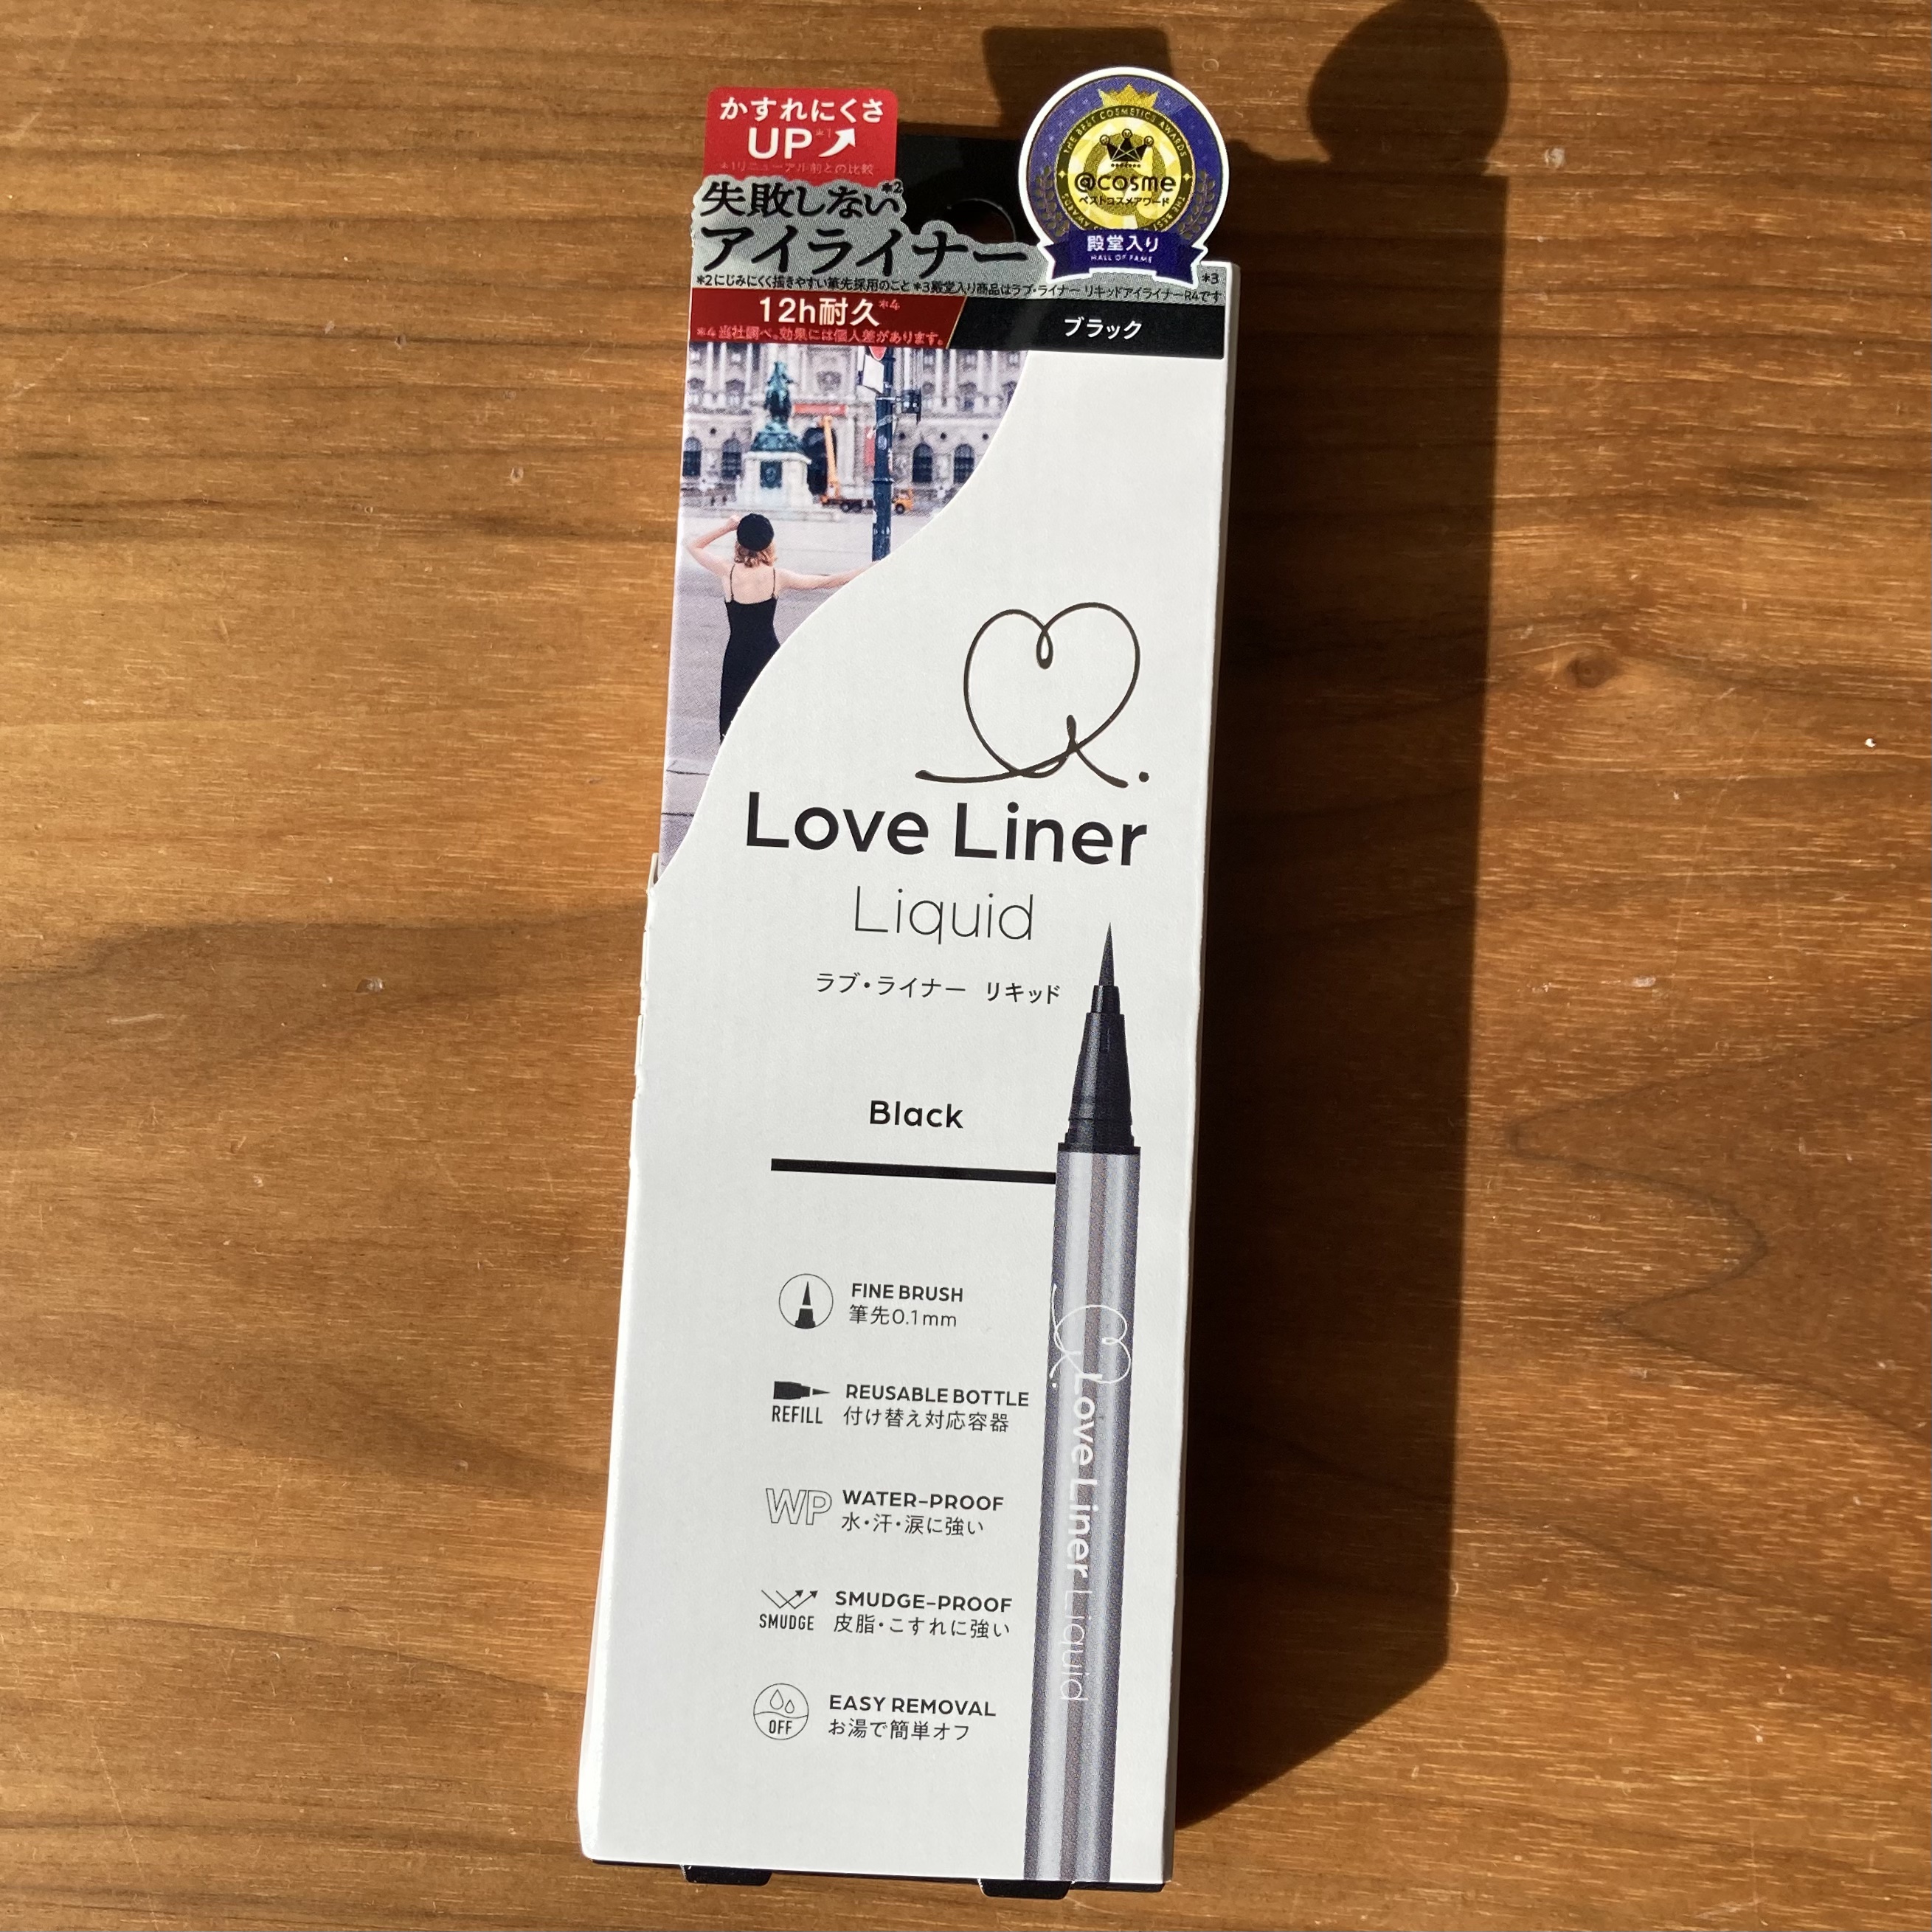 かすれにくさ
UP*1
*1リニューアル前との比較
失敗しない*2
アイライナー
*2にじみにくく描きやすい筆先採用のこと *3殿堂入り商品はラブ・ライナー リキッドアイライナーR4です
THE BEST COSMETICS AWARDS
@cosme
ベストコスメアワード
殿堂入り
HALL OF FAME
*3
12h耐久*4
*4 当社調べ。効果には個人差があります。
ブラック
Love Liner
Liquid
ラブ・ライナー リキッド
Black
FINE BRUSH
筆先0.1mm
REFILL
REUSABLE BOTTLE
付け替え対応容器
WP
WATER-PROOF
水・汗・涙に強い
SMUDGE
SMUDGE-PROOF
皮脂・こすれに強い
OFF
EASY REMOVAL
お湯で簡単オフ
Love Liner Liquid